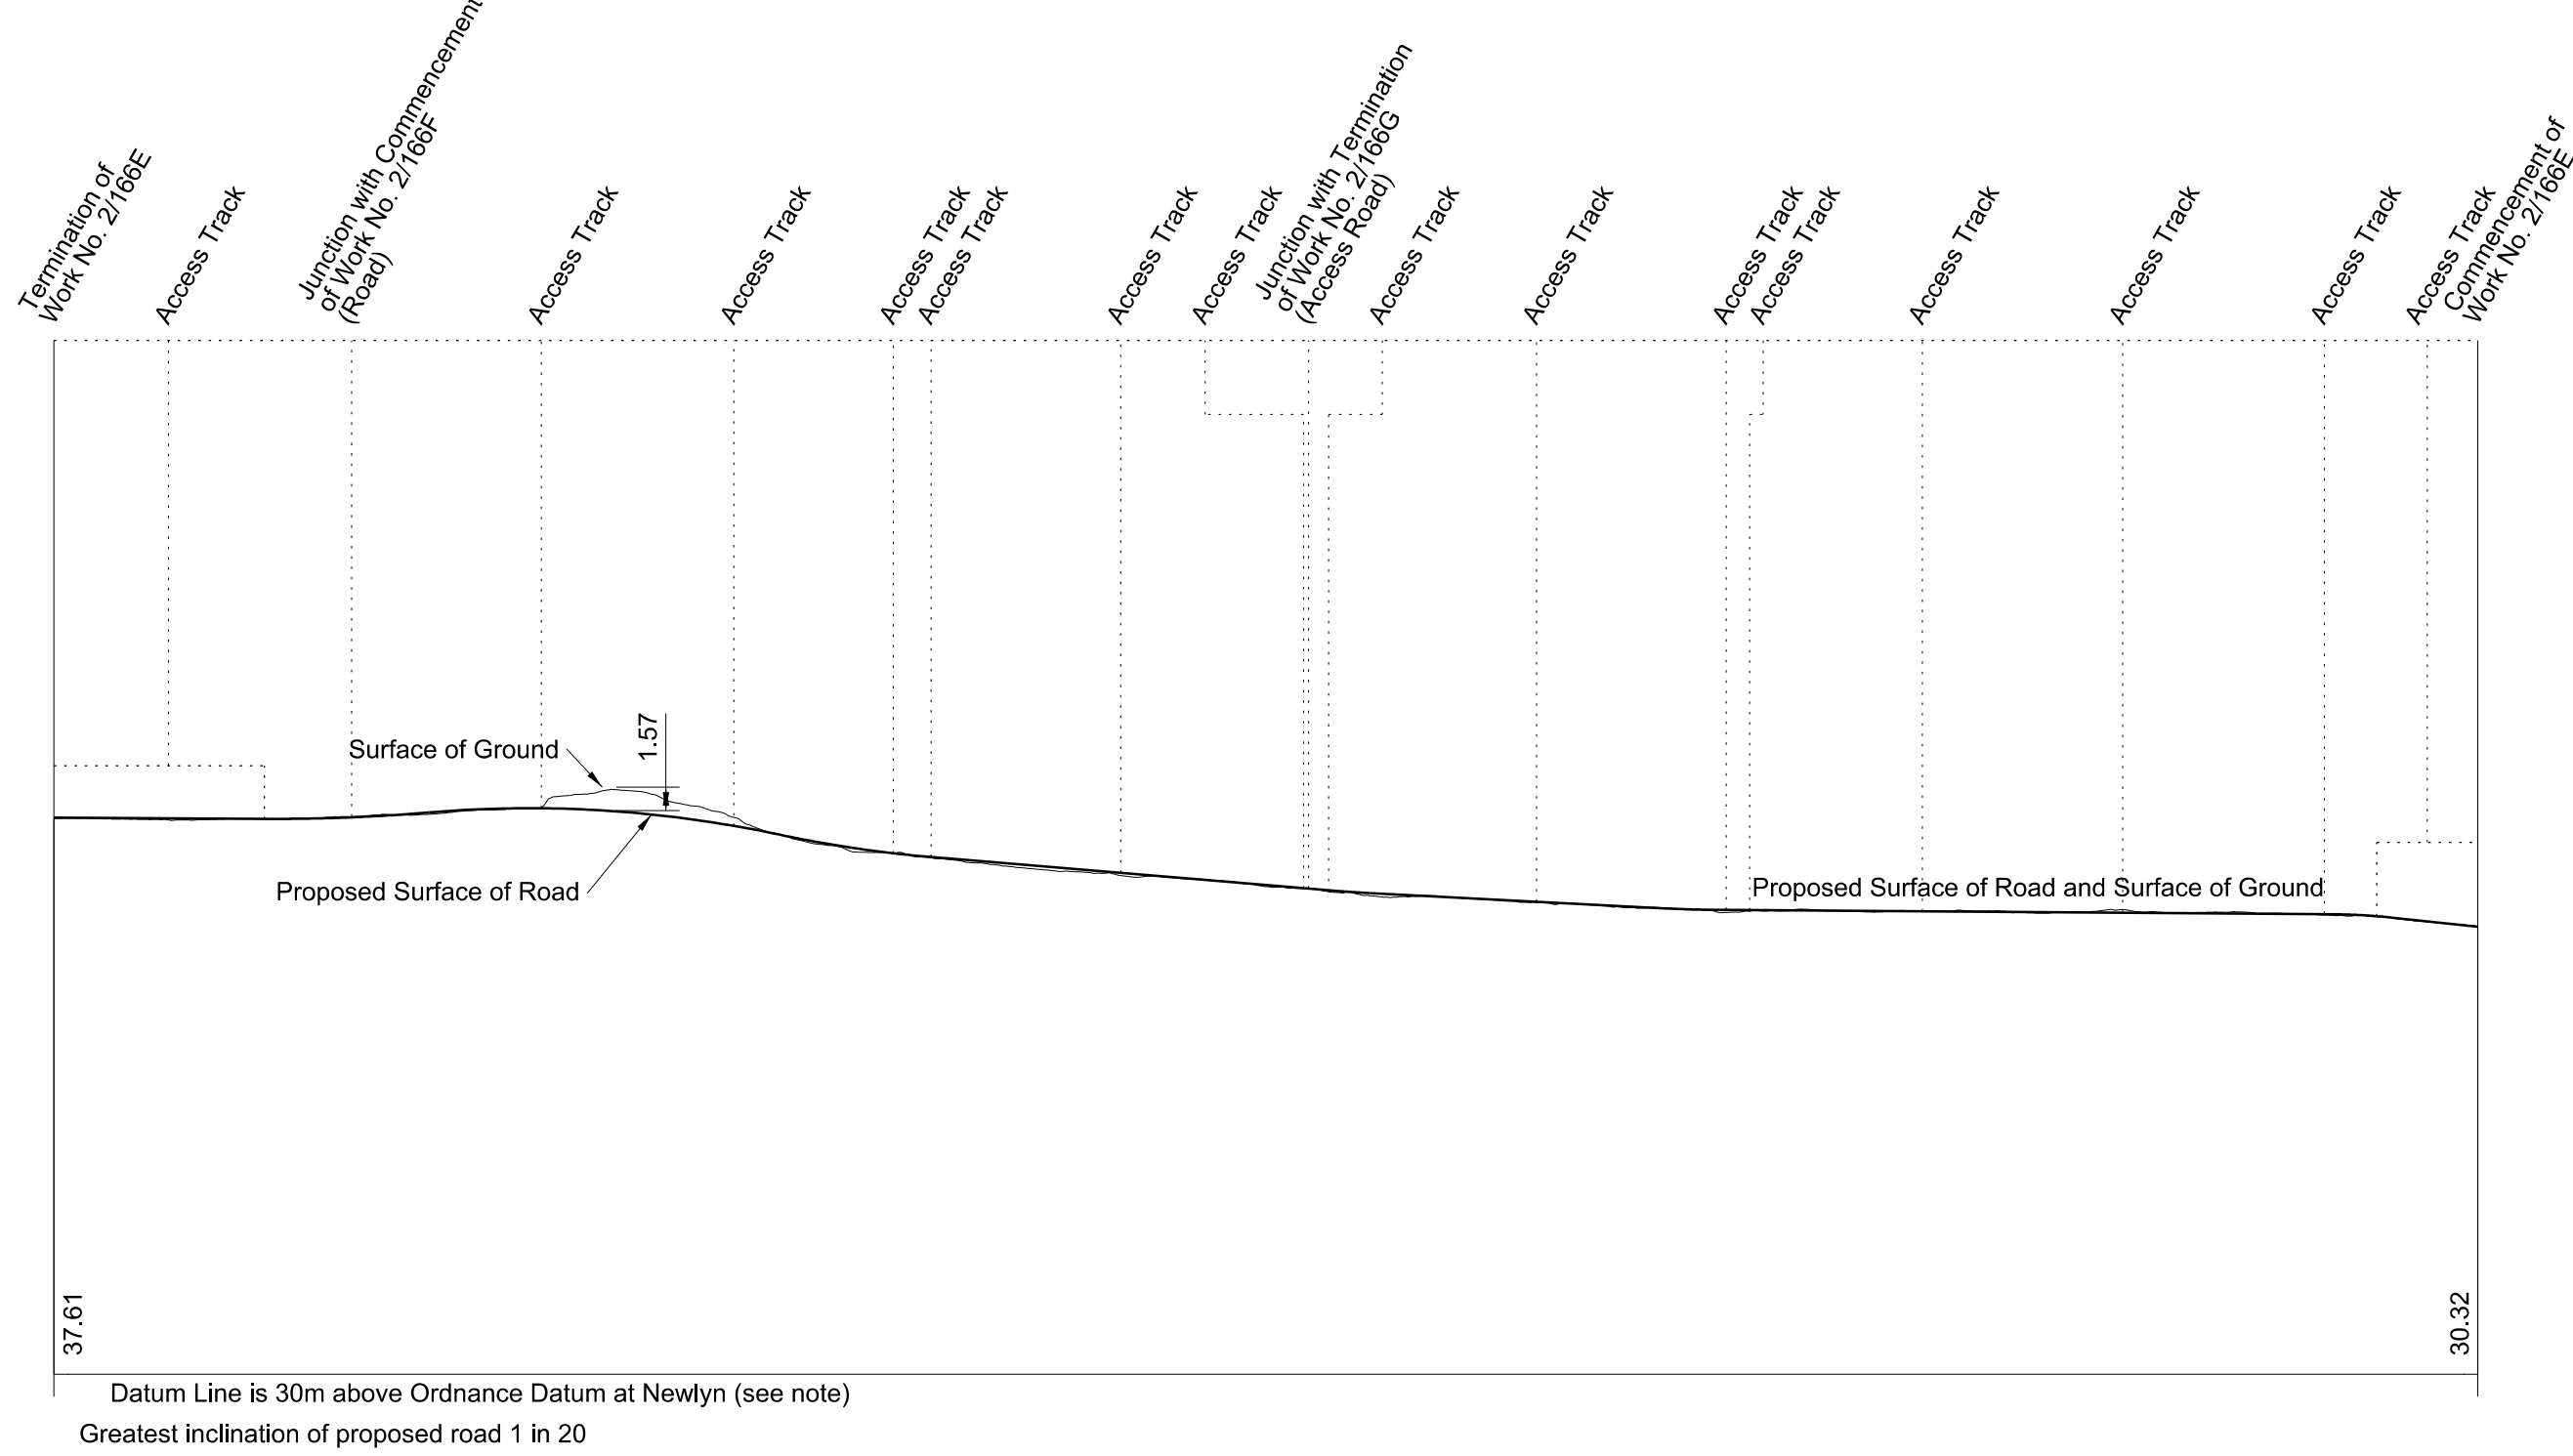 Termination of
Work No. 2/166E
Access Track
Junction with Commencement
of Work No. 2/166F
(Road)
Access Track
Access Track
Access Track
Access Track
Access Track
Access Track
Junction with Termination
of Work No. 2/166G
(Access Road)
Access Track
Access Track
Access Track
Access Track
Access Track
Access Track
Access Track
Access Track
Commencement of
Work No. 2/166E
Surface of Ground
1.57
Proposed Surface of Road
Proposed Surface of Road and Surface of Ground
37.61
30.32
Datum Line is 30m above Ordnance Datum at Newlyn (see note)
Greatest inclination of proposed road 1 in 20